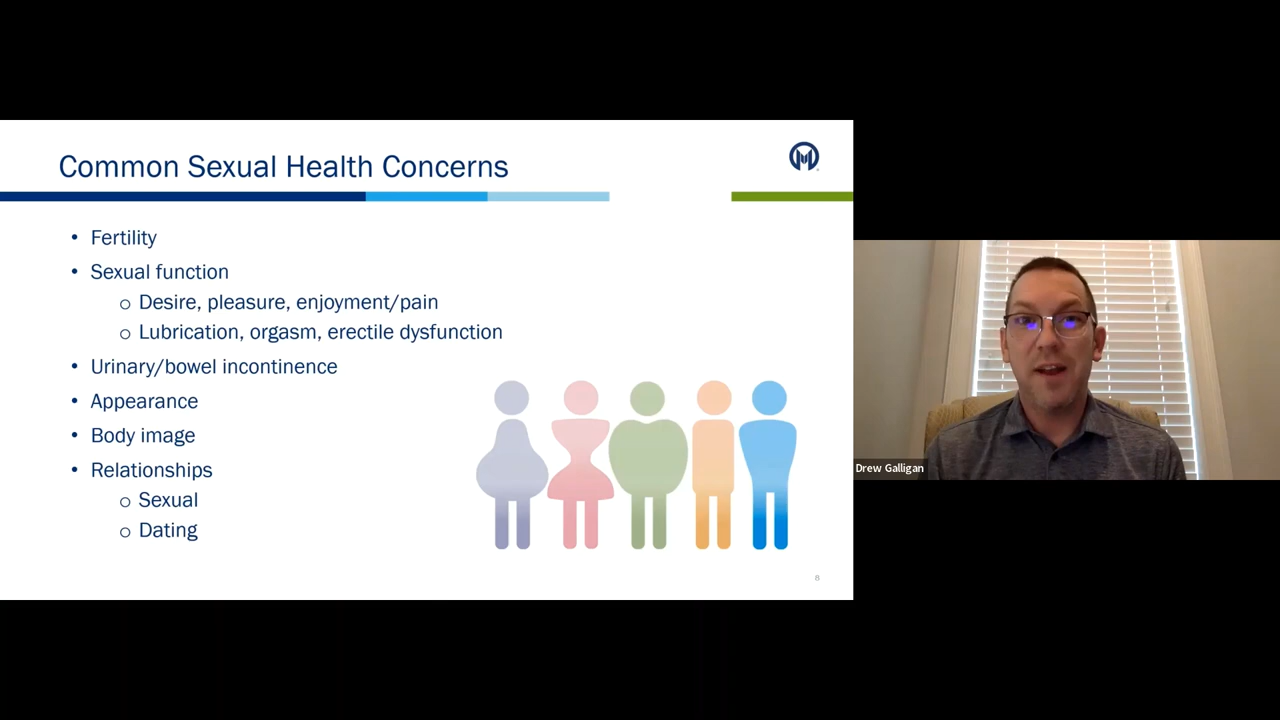 Common Sexual Health Concerns
• Fertility
• Sexual function
o Desire, pleasure, enjoyment/pain
o Lubrication, orgasm, erectile dysfunction
• Urinary/bowel incontinence
• Appearance
• Body image
• Relationships
o Sexual
o Dating
8
Drew Galligan